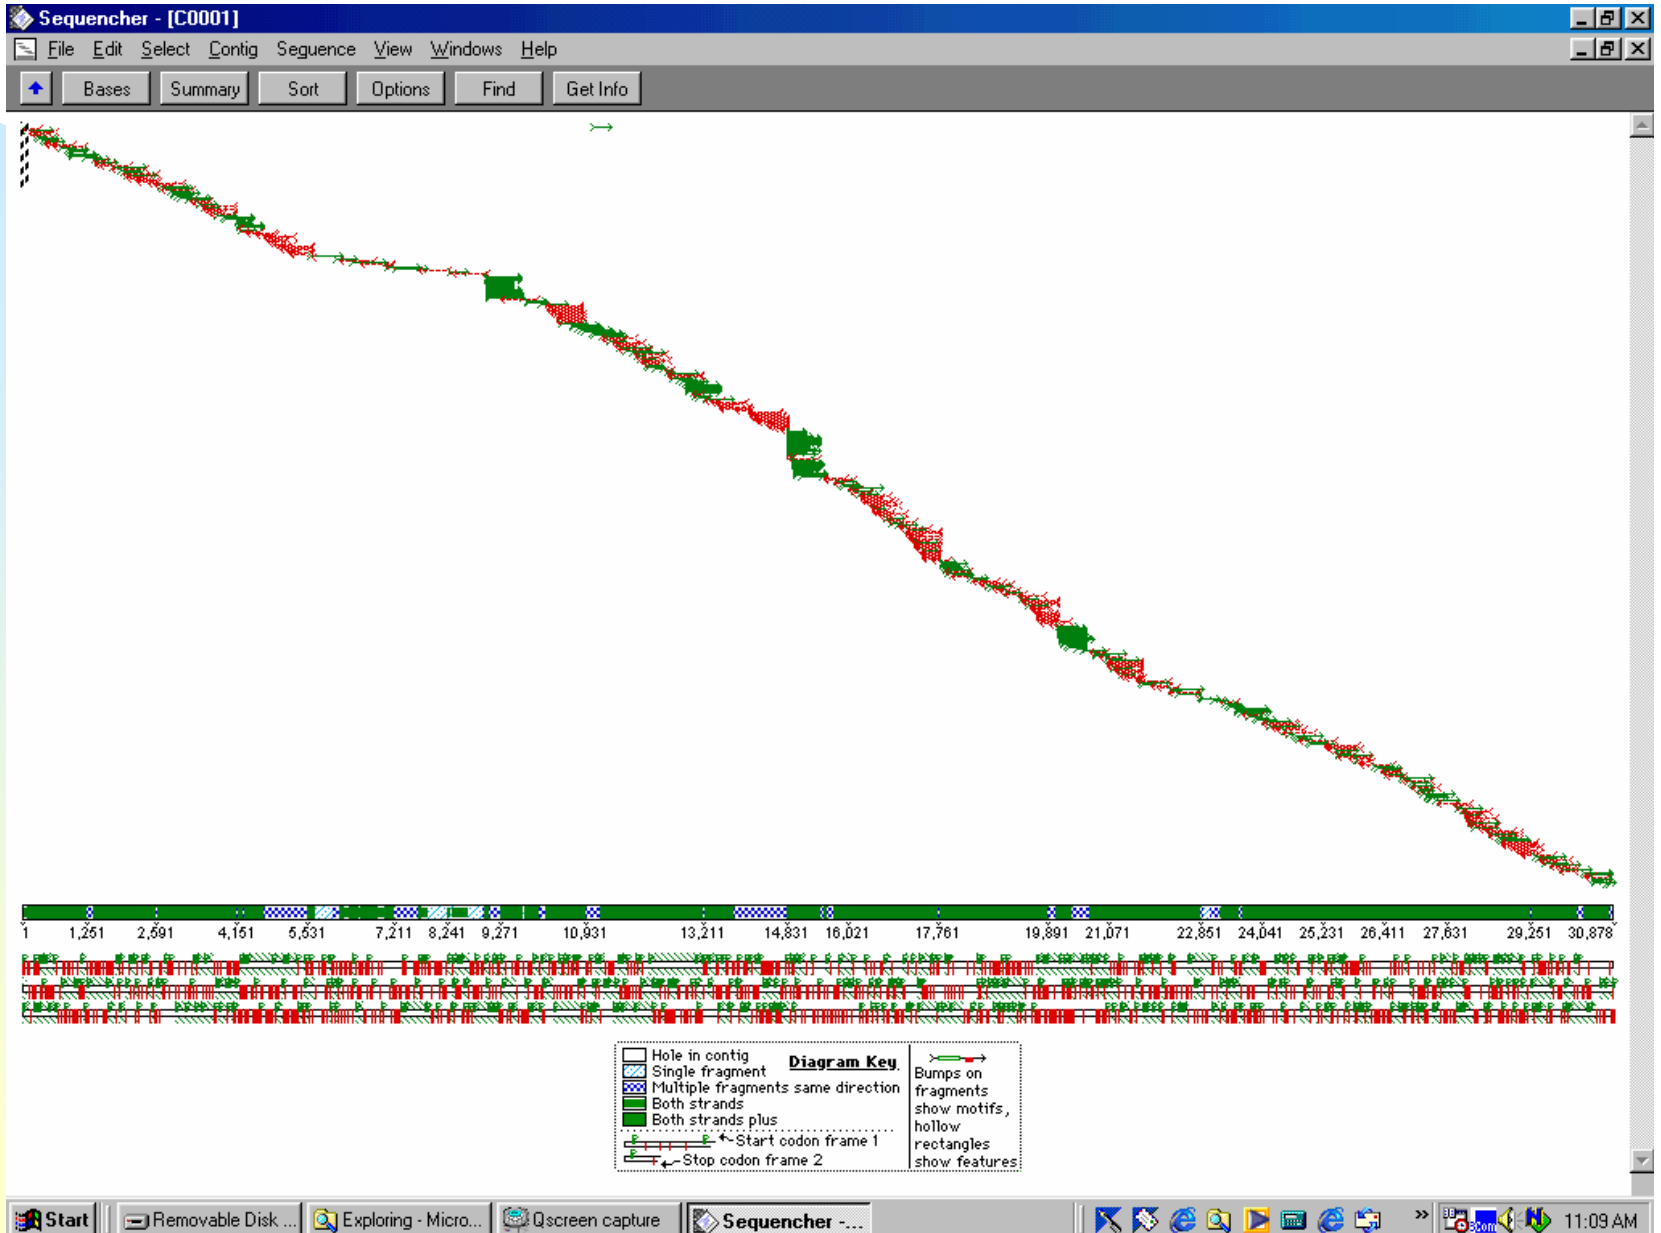 Sequencher - [C0001]
File Edit Select Contig Sequence View Windows Help
Bases Summary Sort Options Find Get Info
1 1,251 2,591 4,151 5,531 7,211 8,241 9,271 10,931 13,211 14,831 16,021 17,761 19,891 21,071 22,851 24,041 25,231 26,411 27,631 29,251 30,878
Hole in contig
Diagram Key
Single fragment
Multiple fragments same direction
Both strands
Both strands plus
Start codon frame 1
Stop codon frame 2
Bumps on
fragments
show motifs,
hollow
rectangles
show features
Start Removable Disk ... Exploring - Micro... Qscreen capture Sequencher -... » 3Com 11:09 AM